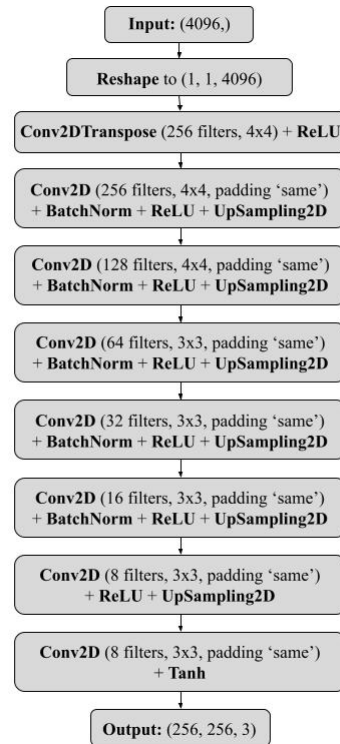 Input: (4096,)
Reshape to (1, 1, 4096)
Conv2DTranspose (256 filters, 4x4) + ReLU
Conv2D (256 filters, 4x4, padding ‘same’)
+ BatchNorm + ReLU + UpSampling2D
Conv2D (128 filters, 4x4, padding ‘same’)
+ BatchNorm + ReLU + UpSampling2D
Conv2D (64 filters, 3x3, padding ‘same’)
+ BatchNorm + ReLU + UpSampling2D
Conv2D (32 filters, 3x3, padding ‘same’)
+ BatchNorm + ReLU + UpSampling2D
Conv2D (16 filters, 3x3, padding ‘same’)
+ BatchNorm + ReLU + UpSampling2D
Conv2D (8 filters, 3x3, padding ‘same’)
+ ReLU + UpSampling2D
Conv2D (8 filters, 3x3, padding ‘same’)
+ Tanh
Output: (256, 256, 3)